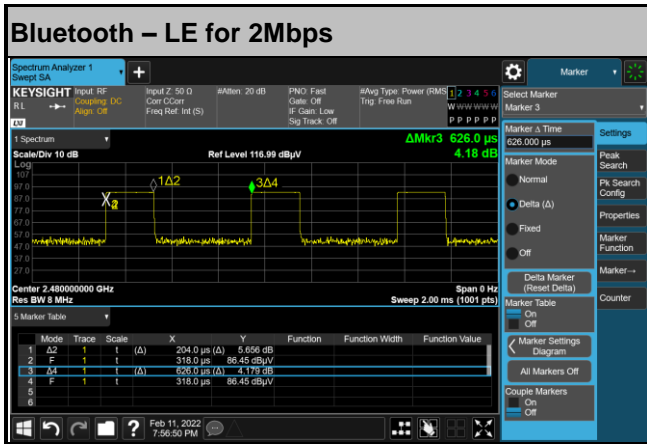 Bluetooth – LE for 2Mbps
Spectrum Analyzer 1
Swept SA
KEYSIGHT
RL
LXI
Input: RF
Coupling: DC
Align: Off
Input Z: 50 Ω
Corr CCorr
Freq Ref: Int (S)
#Atten: 20 dB
PNO: Fast
Gate: Off
IF Gain: Low
Sig Track: Off
#Avg Type: Power (RMS
Trig: Free Run
1 2 3 4 5 6
W W W W W W
P P P P P P
1 Spectrum
ΔMkr3 626.0 µs
4.18 dB
Scale/Div 10 dB
Ref Level 116.99 dBµV
Log
107
97.0
87.0
77.0
67.0
57.0
47.0
37.0
27.0
1Δ2
3Δ4
Center 2.480000000 GHz
Res BW 8 MHz
Span 0 Hz
Sweep 2.00 ms (1001 pts)
5 Marker Table
Mode Trace Scale X Y Function Function Width Function Value
1 Δ2 1 t (Δ) 204.0 µs (Δ) 5.656 dB
2 F 1 t 318.0 µs 86.45 dBµV
3 Δ4 1 t (Δ) 626.0 µs (Δ) 4.179 dB
4 F 1 t 318.0 µs 86.45 dBµV
5
6
Feb 11, 2022
7:56:50 PM
?
Marker
Select Marker
Marker 3
Marker Δ Time
626.000 µs
Marker Mode
Normal
Delta (Δ)
Fixed
Off
Delta Marker
(Reset Delta)
Marker Table
On
Off
Marker Settings
Diagram
All Markers Off
Couple Markers
On
Off
Settings
Peak
Search
Pk Search
Config
Properties
Marker
Function
Marker→
Counter